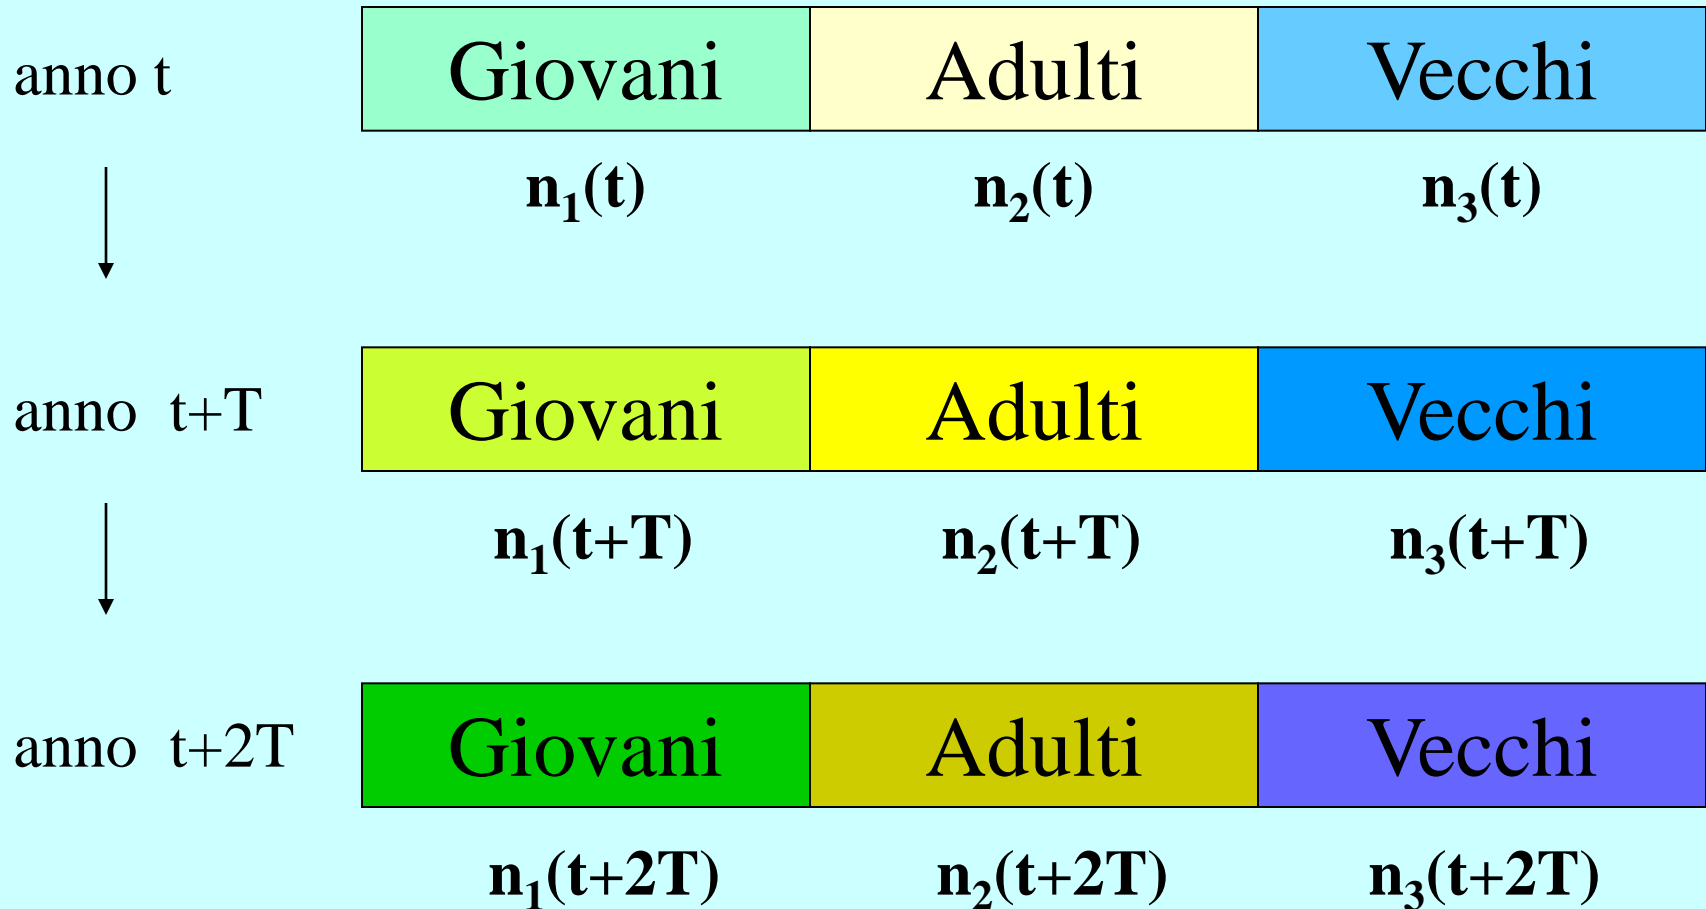 anno t Giovani Adulti Vecchi
n₁(t) n₂(t) n₃(t)
anno t+T Giovani Adulti Vecchi
n₁(t+T) n₂(t+T) n₃(t+T)
anno t+2T Giovani Adulti Vecchi
n₁(t+2T) n₂(t+2T) n₃(t+2T)